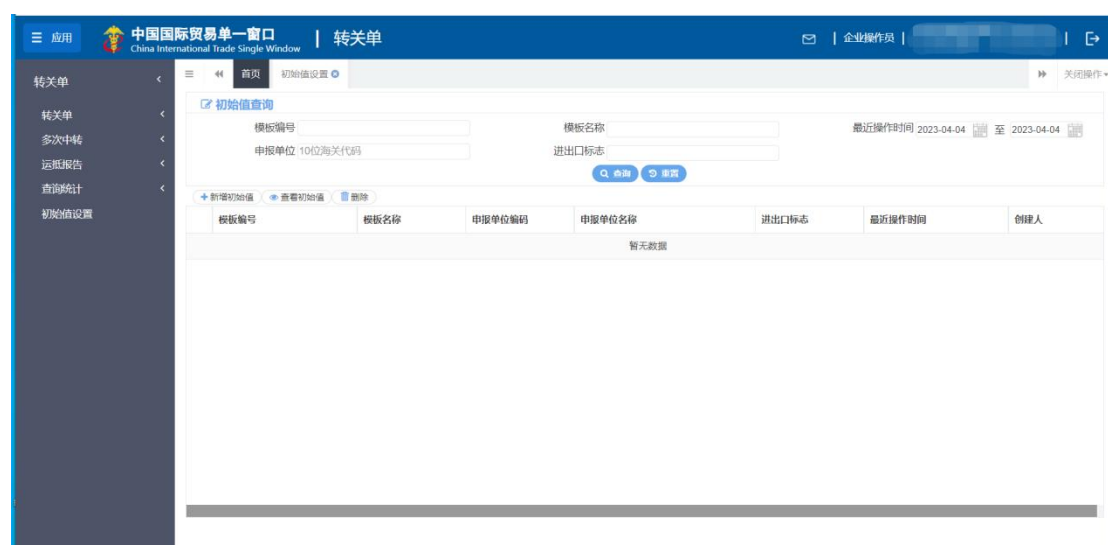 应用 中国国际贸易单一窗口 | 转关单 | 企业操作员 | |
China International Trade Single Window
转关单
转关单
多次中转
运抵报告
查询统计
初始值设置
首页 初始值设置 关闭操作
初始值查询
模板编号 模板名称 最近操作时间 2023-04-04 至 2023-04-04
申报单位 10位海关代码 进出口标志
查询 重置
新增初始值 查看初始值 删除
模板编号 模板名称 申报单位编码 申报单位名称 进出口标志 最近操作时间 创建人
暂无数据